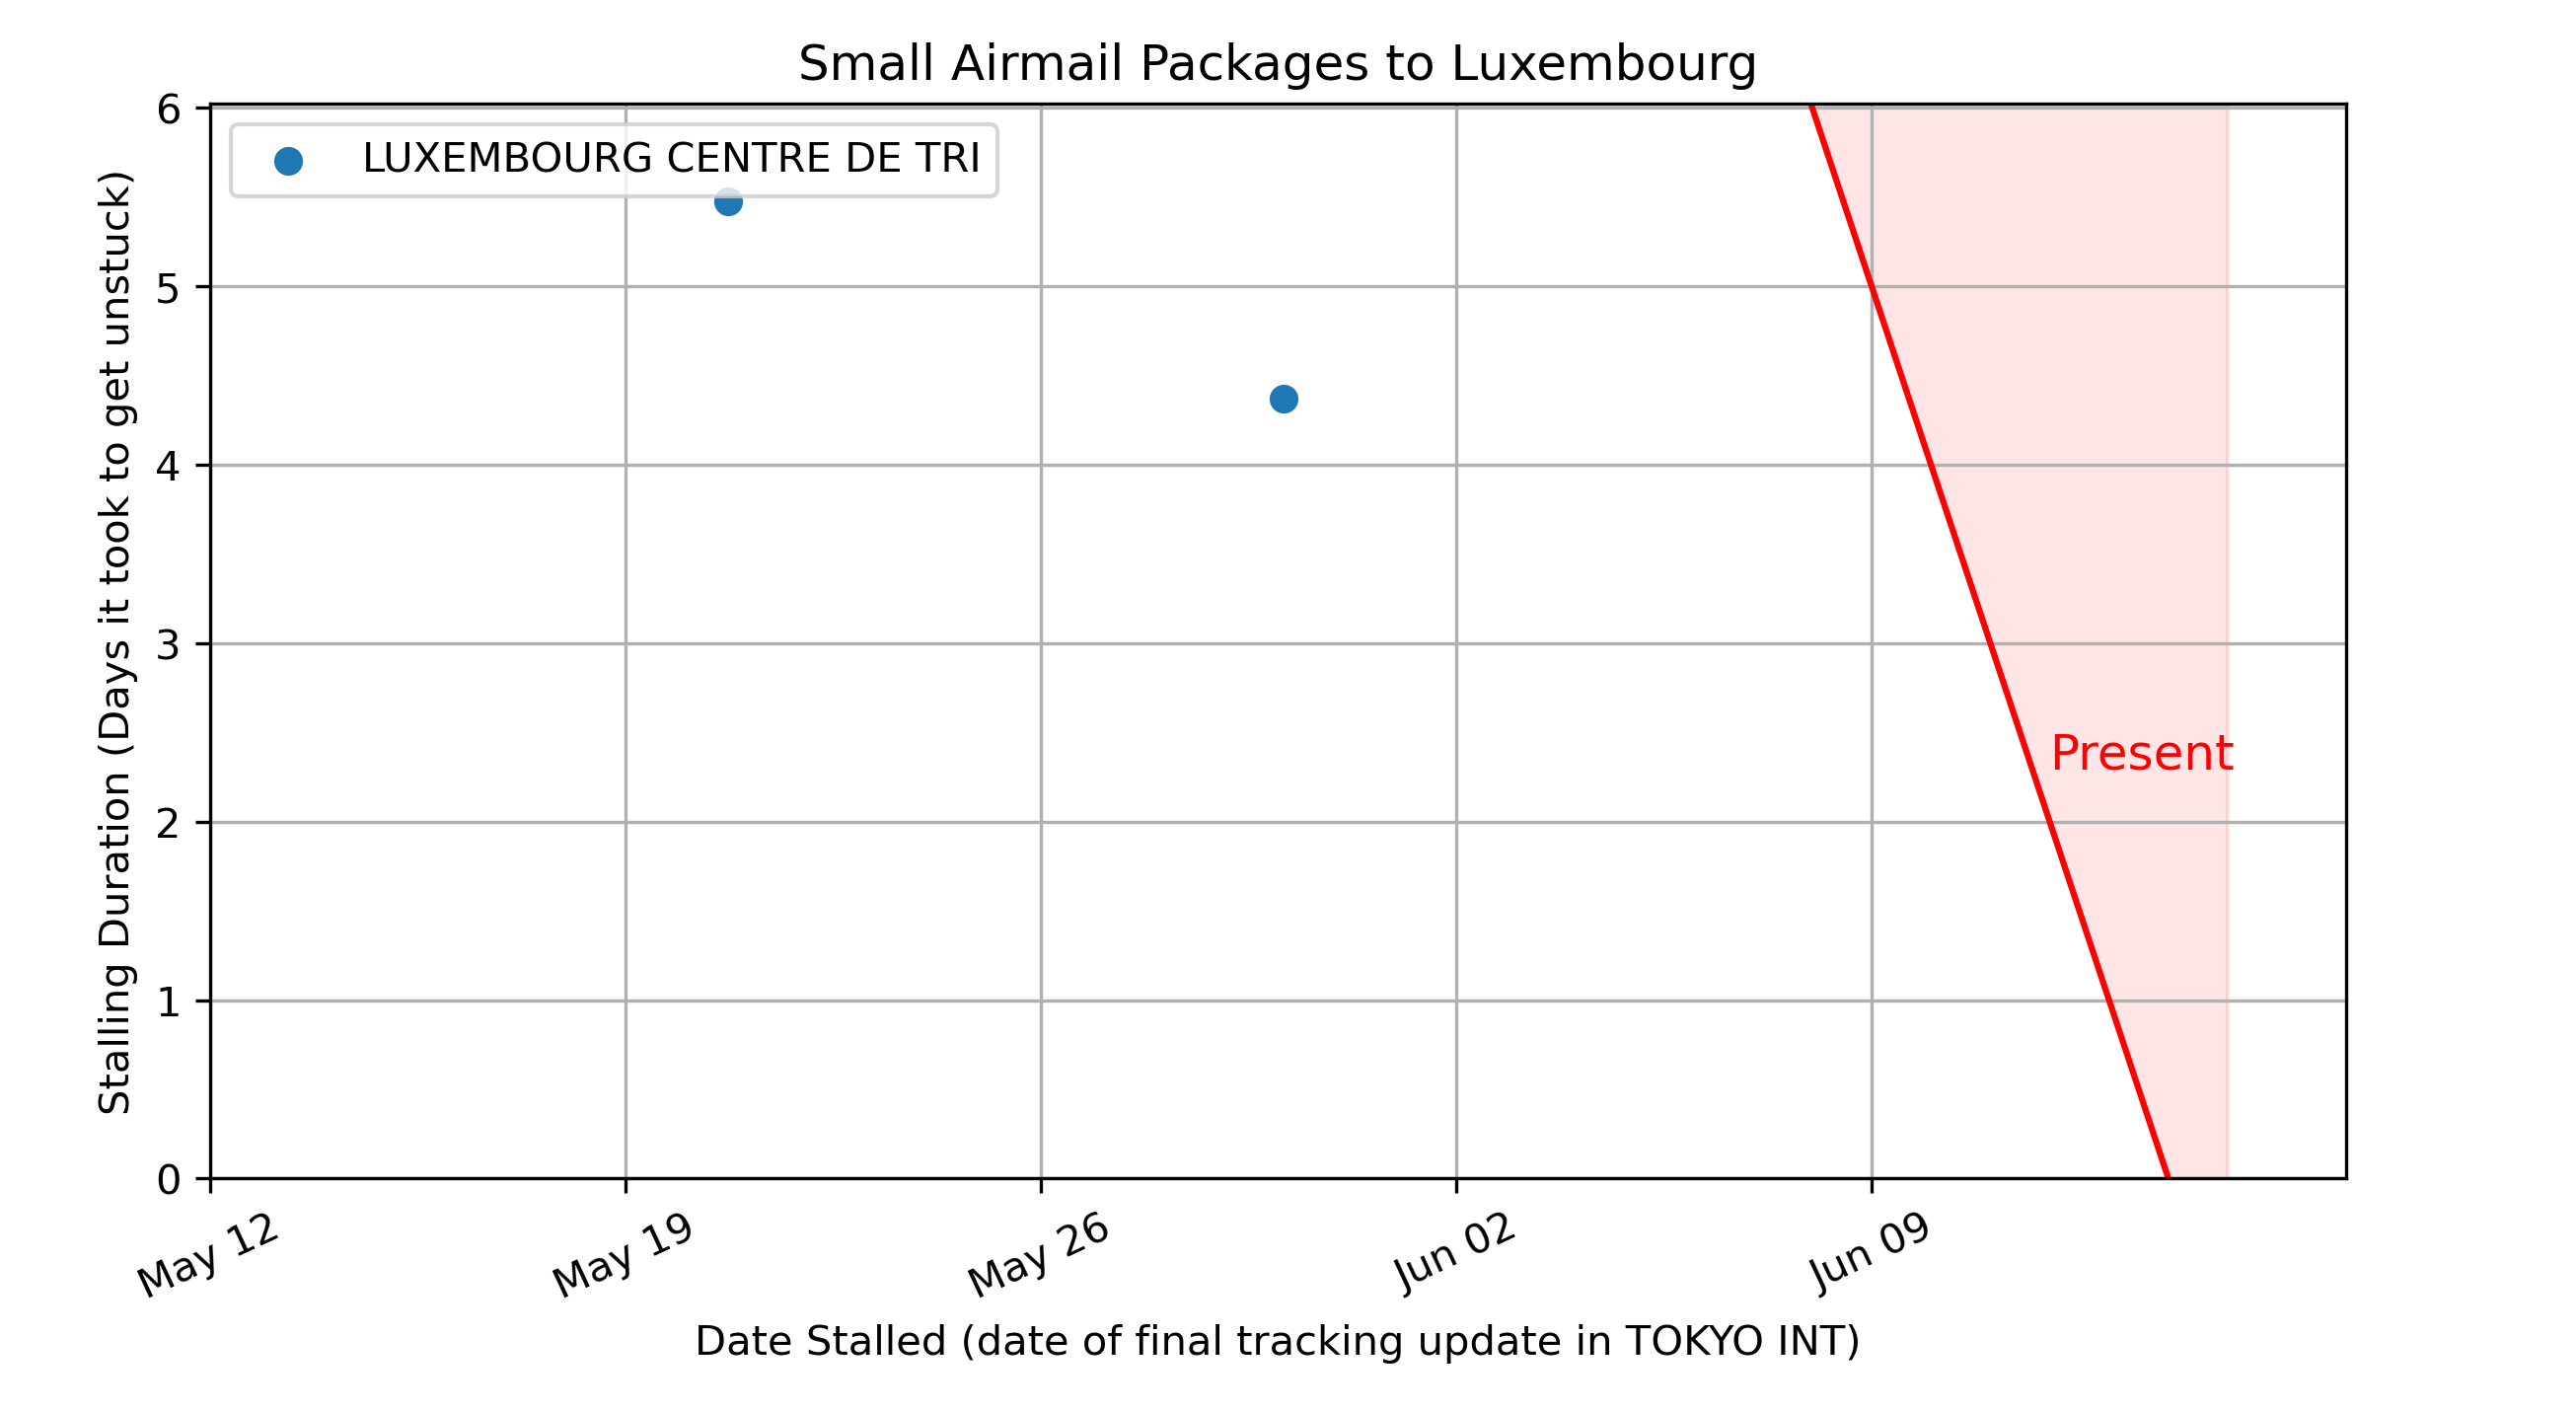 Small Airmail Packages to Luxembourg
LUXEMBOURG CENTRE DE TRI
Stalling Duration (Days it took to get unstuck)
6
5
4
3
2
1
0
Present
May 12
May 19
May 26
Jun 02
Jun 09
Date Stalled (date of final tracking update in TOKYO INT)